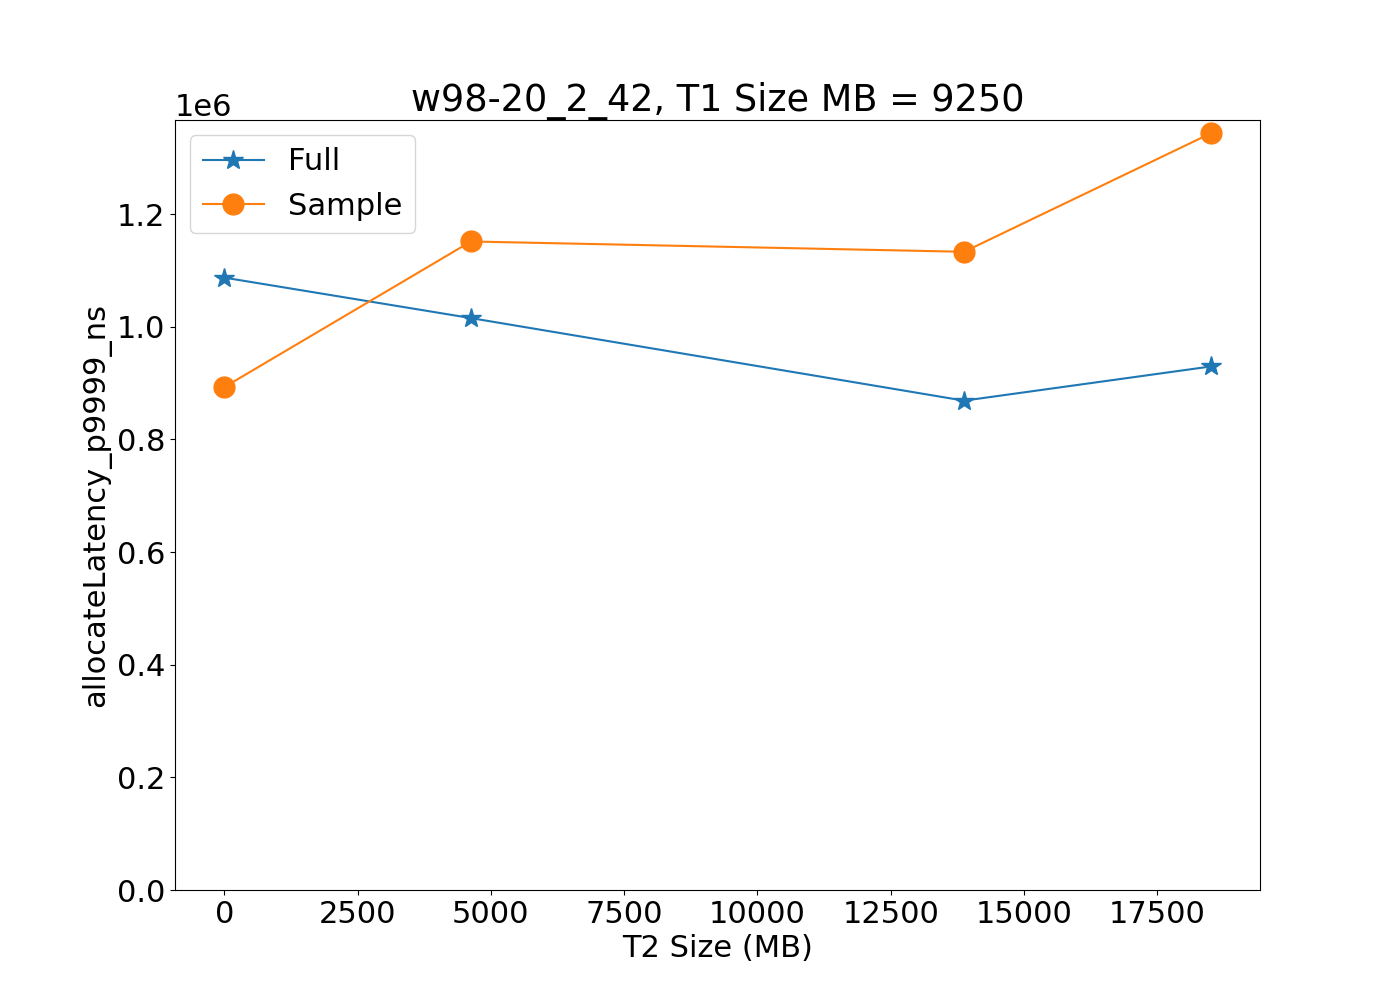 w98-20_2_42, T1 Size MB = 9250
1e6
Full
Sample
1.2
1.0
0.8
0.6
0.4
0.2
0.0
allocateLatency_p9999_ns
0 2500 5000 7500 10000 12500 15000 17500
T2 Size (MB)